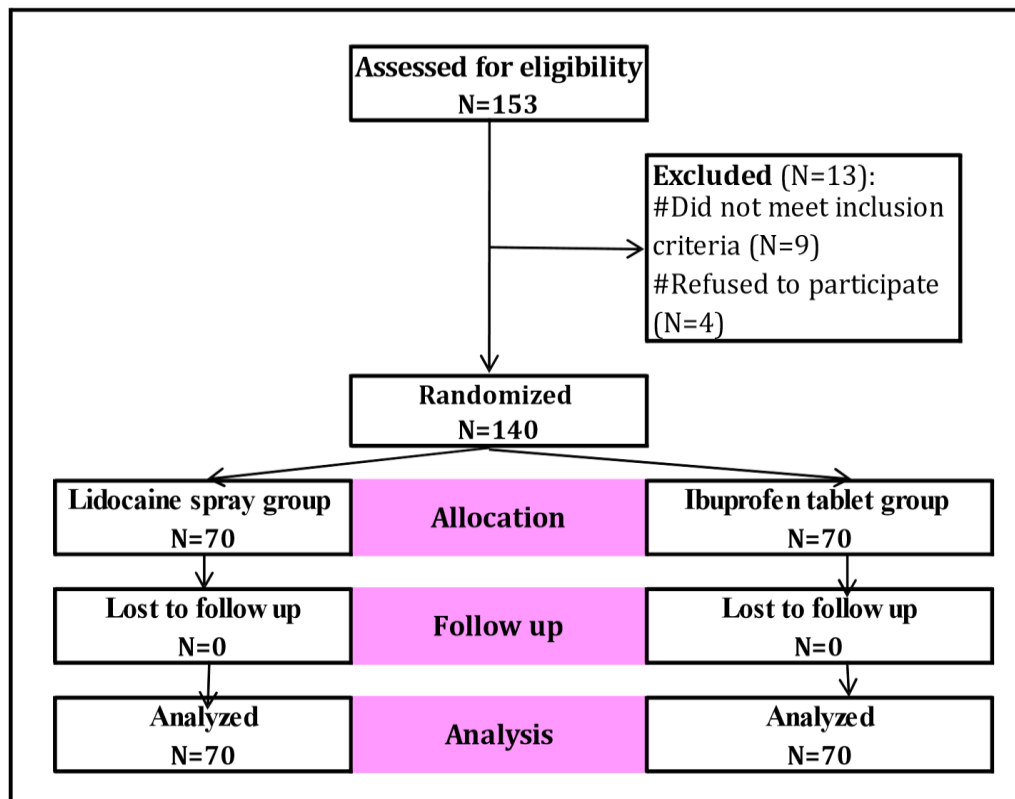 Assessed for eligibility
N=153
Excluded (N=13):
#Did not meet inclusion
criteria (N=9)
#Refused to participate
(N=4)
Randomized
N=140
Lidocaine spray group
N=70
Allocation
Ibuprofen tablet group
N=70
Lost to follow up
N=0
Follow up
Lost to follow up
N=0
Analyzed
N=70
Analysis
Analyzed
N=70